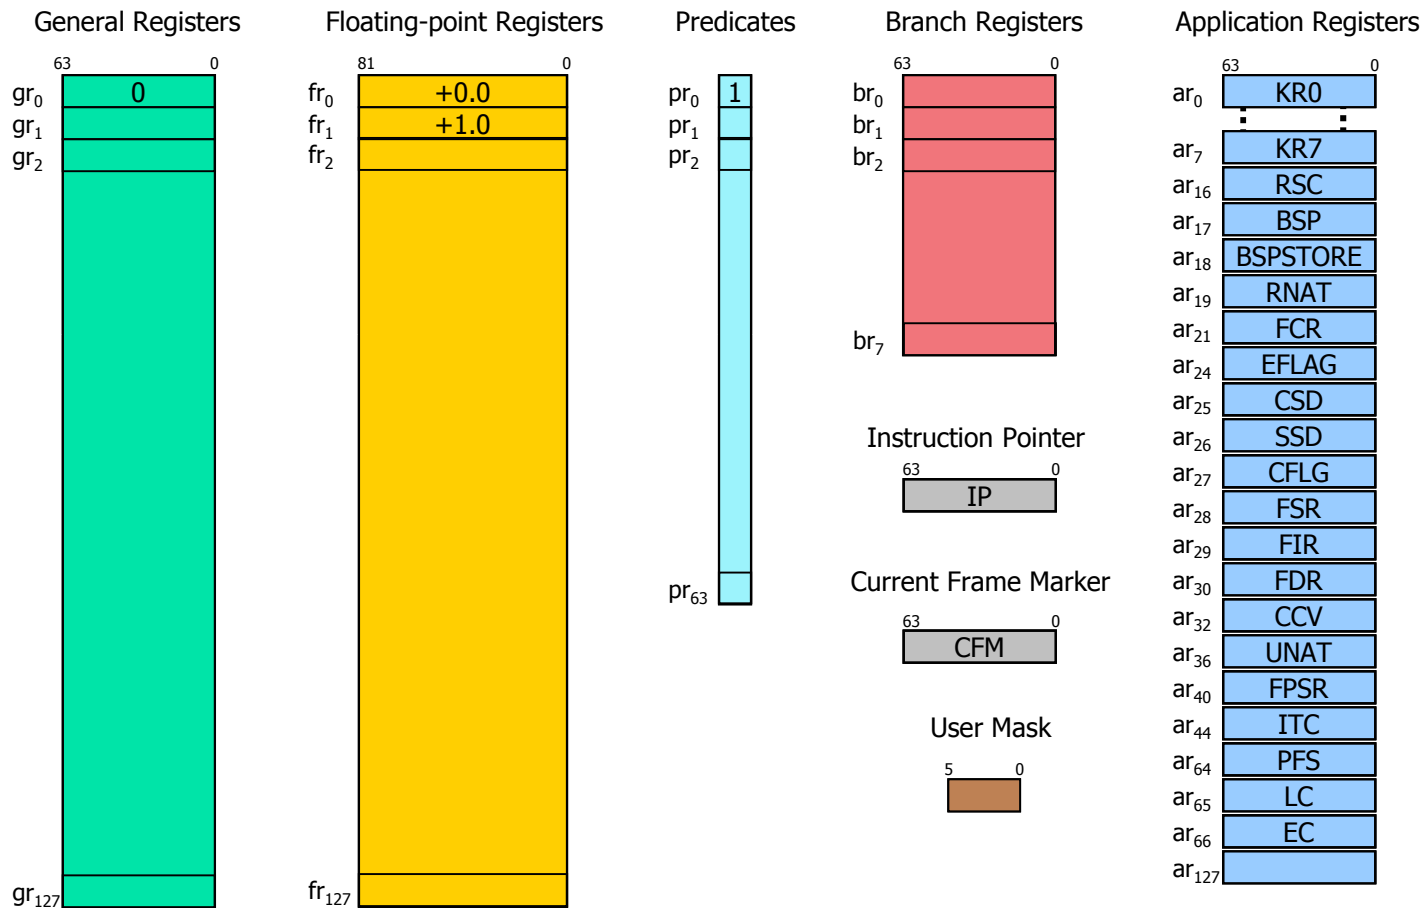 General Registers
63 0
gr0 0
gr1
gr2
gr127
Floating-point Registers
81 0
fr0 +0.0
fr1 +1.0
fr2
fr127
Predicates
pr0 1
pr1
pr2
pr63
Branch Registers
63 0
br0
br1
br2
br7
Instruction Pointer
63 0
IP
Current Frame Marker
63 0
CFM
User Mask
5 0
Application Registers
63 0
ar0 KR0
ar7 KR7
ar16 RSC
ar17 BSP
ar18 BSPSTORE
ar19 RNAT
ar21 FCR
ar24 EFLAG
ar25 CSD
ar26 SSD
ar27 CFLG
ar28 FSR
ar29 FIR
ar30 FDR
ar32 CCV
ar36 UNAT
ar40 FPSR
ar44 ITC
ar64 PFS
ar65 LC
ar66 EC
ar127